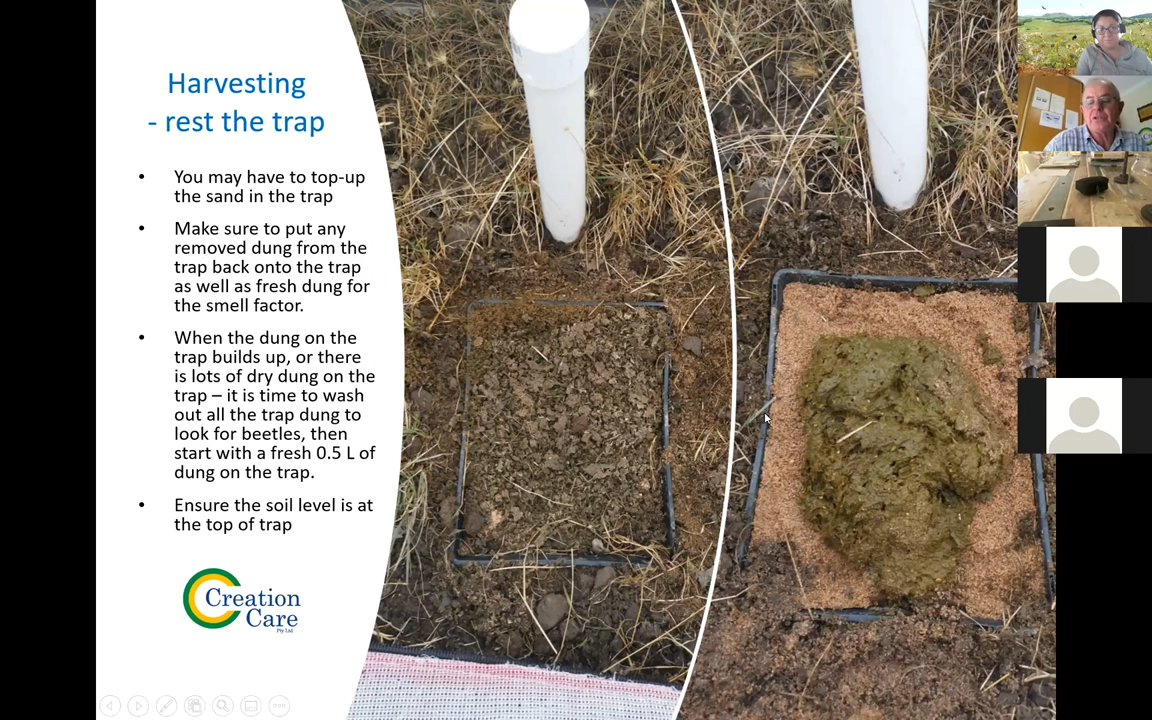 Harvesting
- rest the trap
• You may have to top-up
the sand in the trap
• Make sure to put any
removed dung from the
trap back onto the trap
as well as fresh dung for
the smell factor.
• When the dung on the
trap builds up, or there
is lots of dry dung on the
trap – it is time to wash
out all the trap dung to
look for beetles, then
start with a fresh 0.5 L of
dung on the trap.
• Ensure the soil level is at
the top of trap
Creation
Care
Pty Ltd